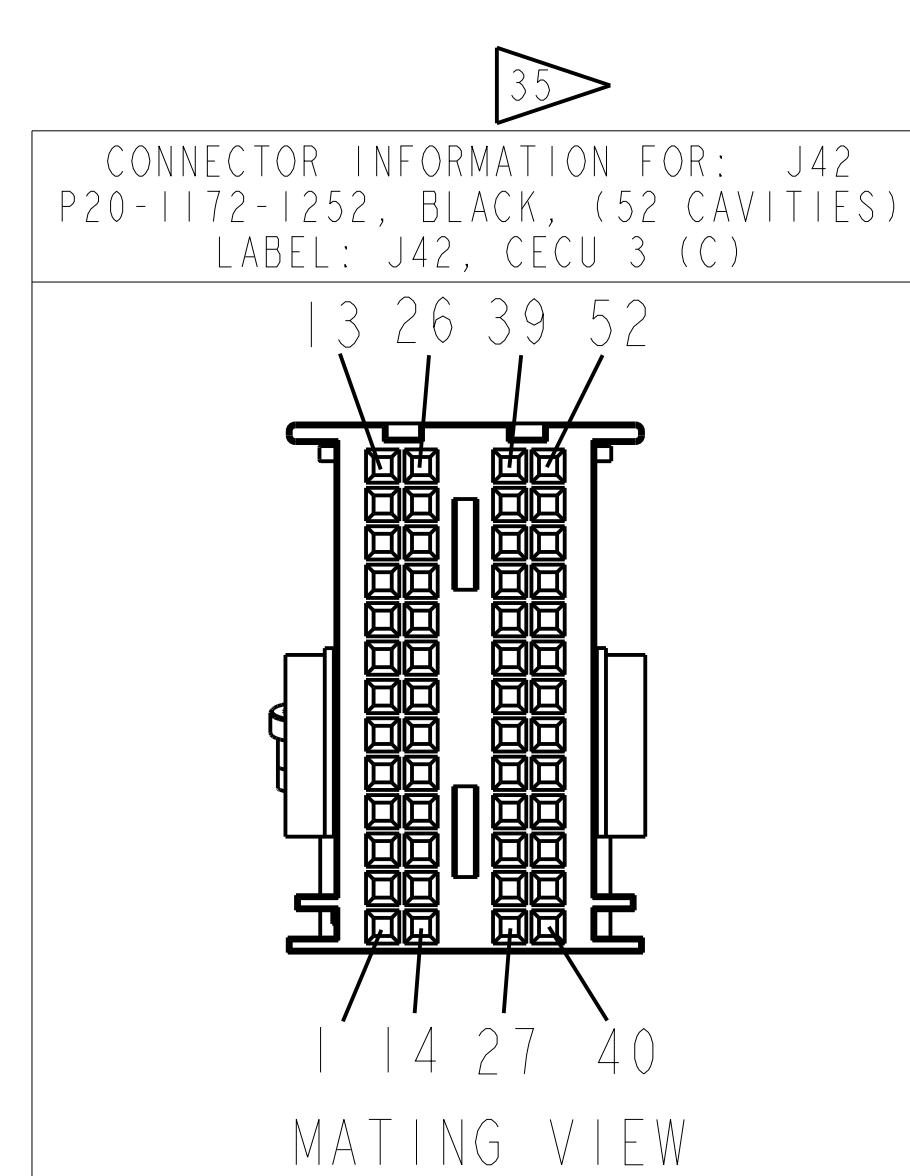 35
CONNECTOR INFORMATION FOR: J42
P20-1172-1252, BLACK, (52 CAVITIES)
LABEL: J42, CECU 3 (C)
13 26 39 52
1 14 27 40
MATING VIEW